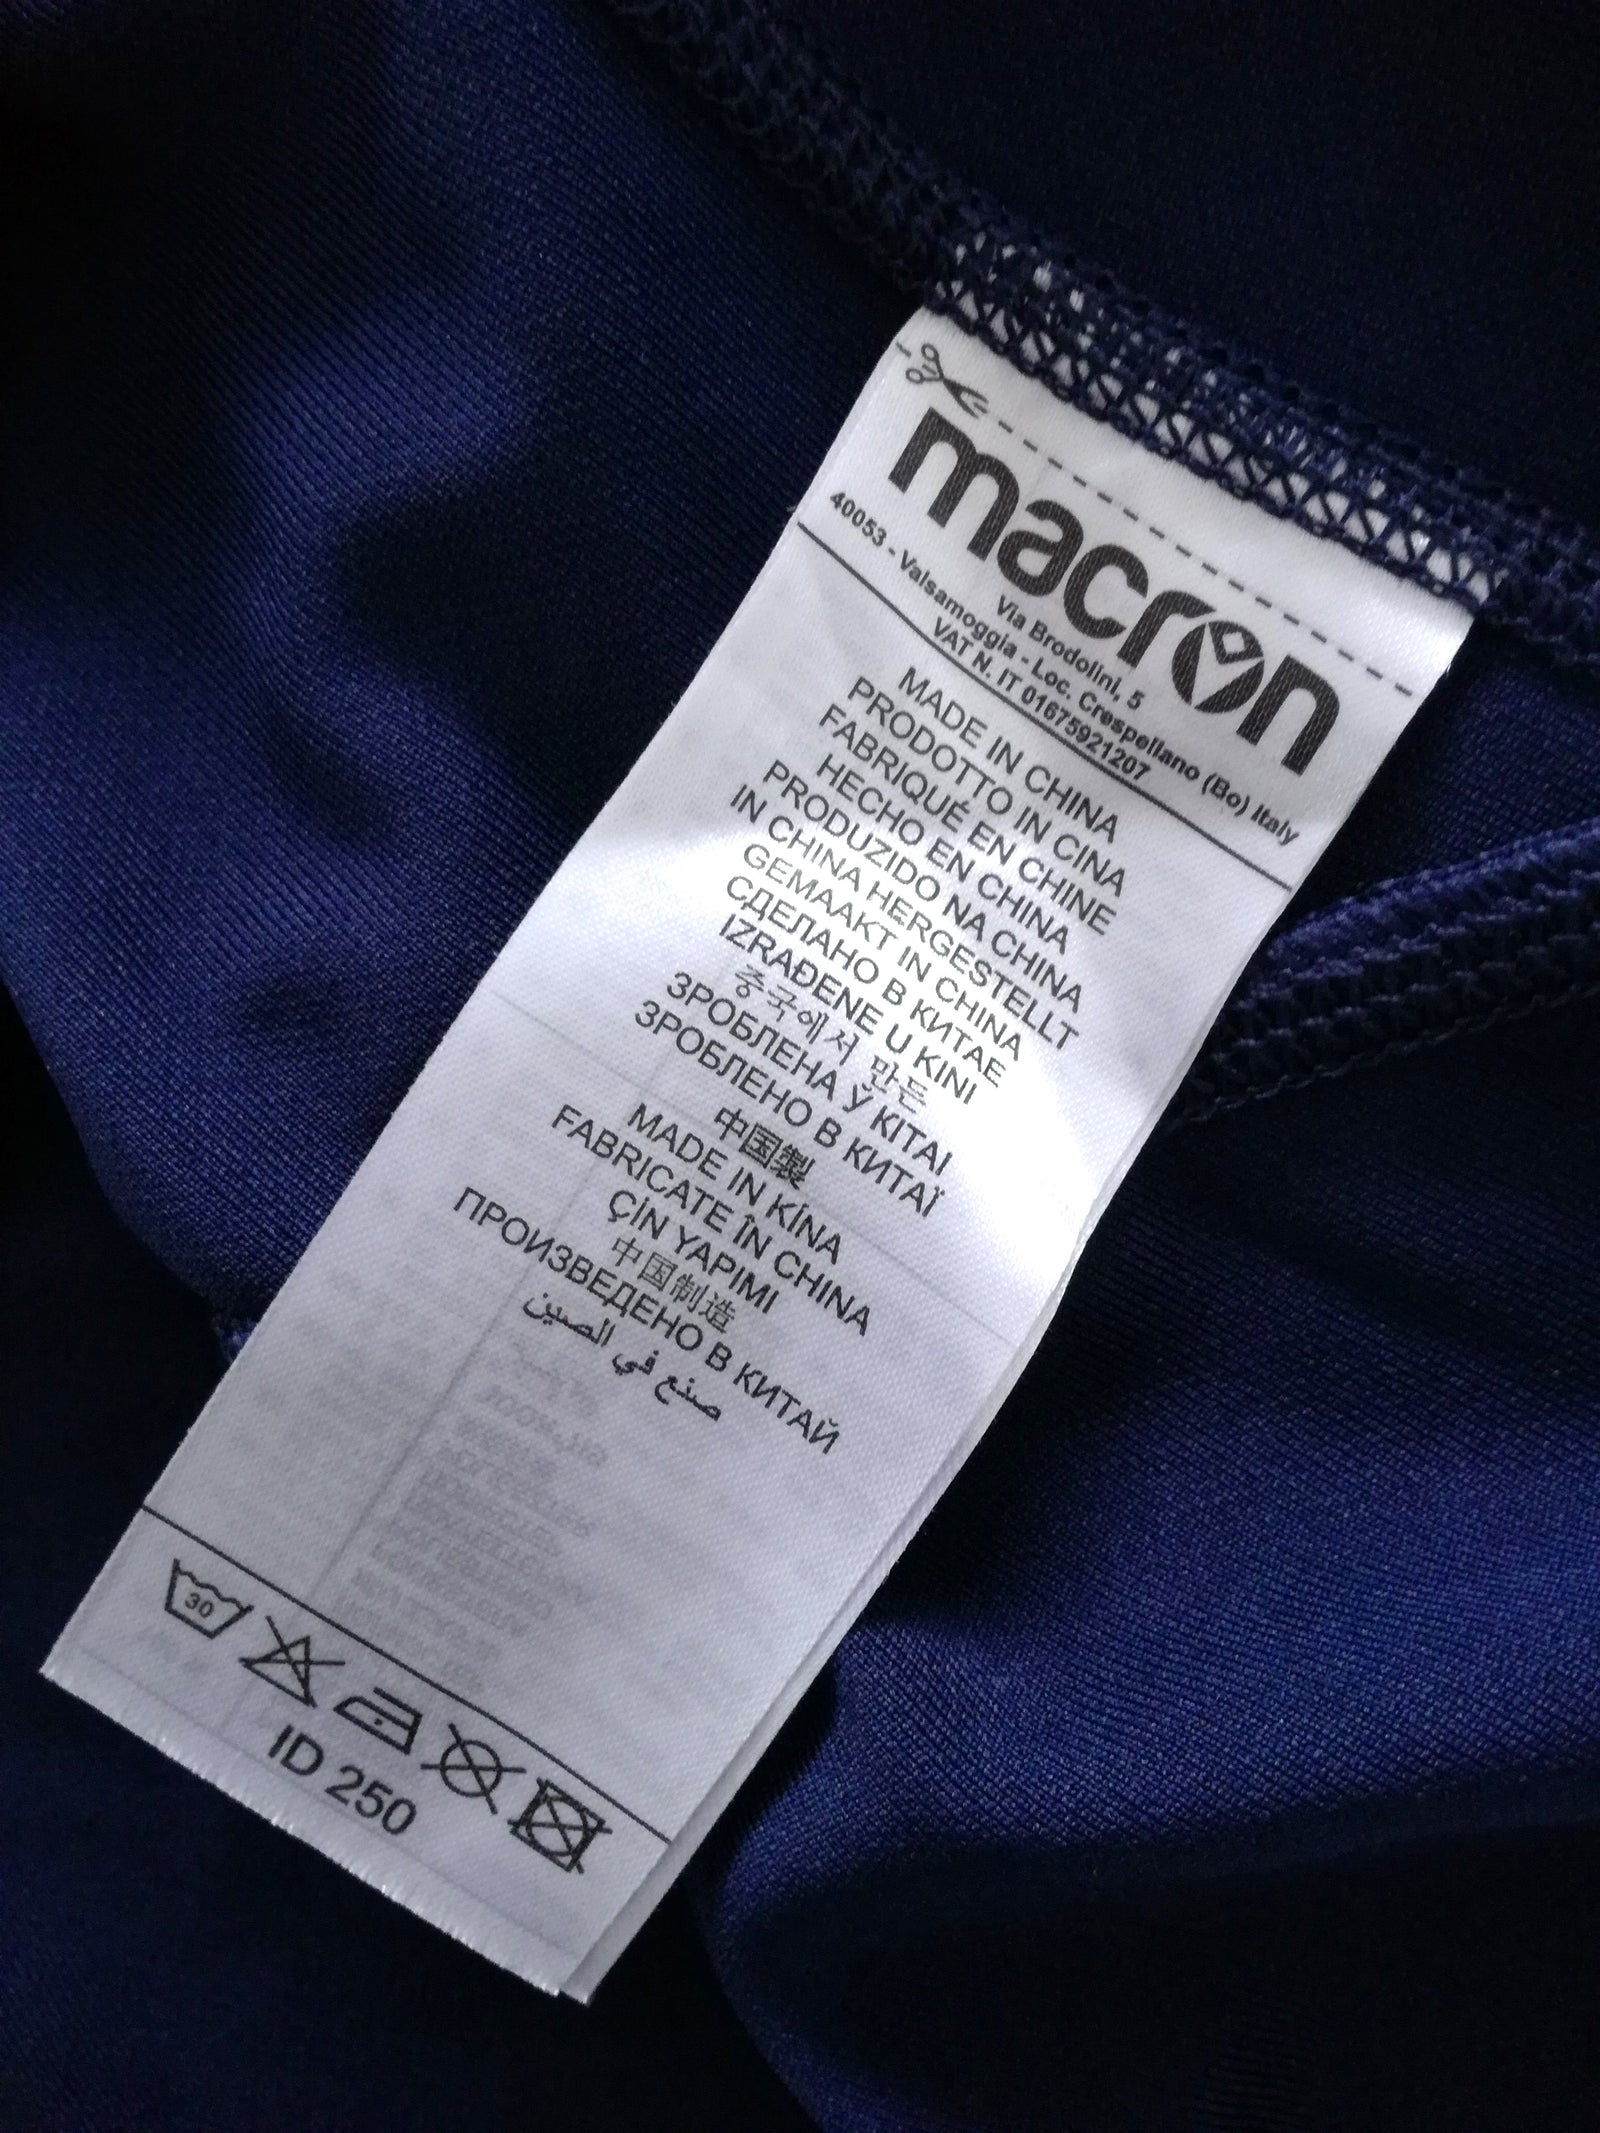 macron
Via Brodolini, 5
40053 - Valsamoggia - Loc. Crespellano (Bo) Italy
VAT N. IT 01675921207
MADE IN CHINA
PRODOTTO IN CINA
FABRIQUÉ EN CHINE
HECHO EN CHINA
PRODUZIDO NA CHINA
IN CHINA HERGESTELLT
GEMAAKT IN CHINA
СДЕЛАНО В КИТАЕ
IZRAĐENE U KINI
중국에서 만든
ЗРОБЛЕНА Ў KITAI
ЗРОБЛЕНО В КИТАЇ
中国製
MADE IN KÍNA
FABRICATE ÎN CHINA
ÇİN YAPIMI
中国制造
ПРОИЗВЕДЕНО В КИТАЙ
صنع في الصين
30
ID 250